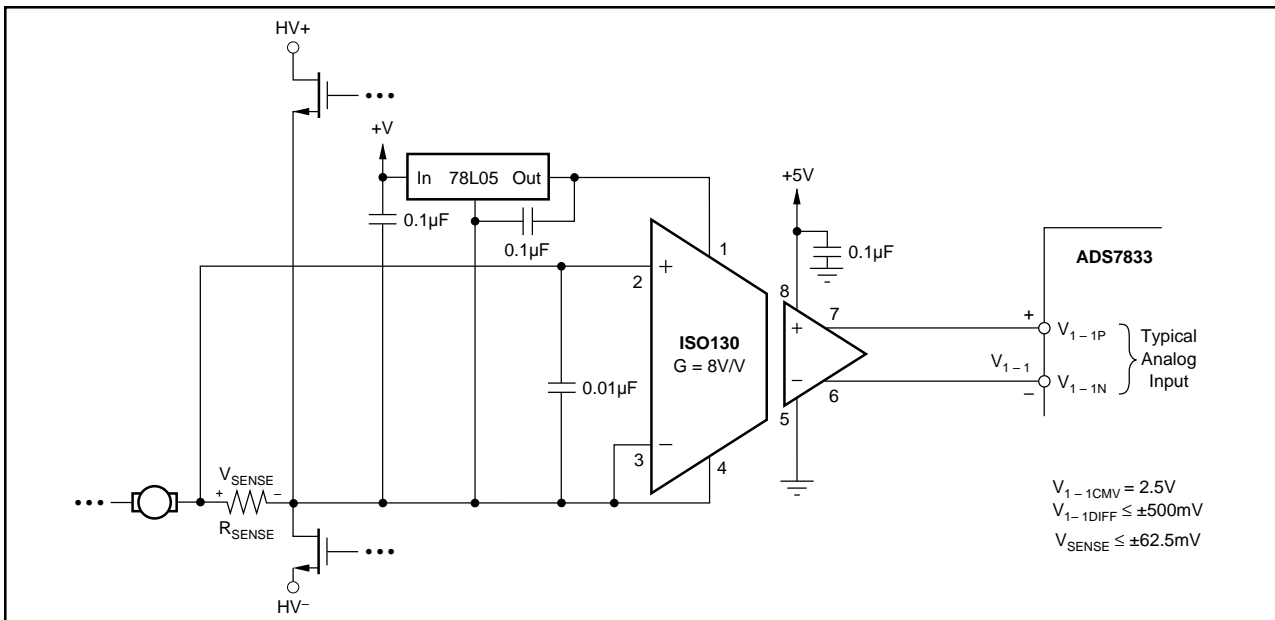 HV+
+V
In 78L05 Out
0.1µF
0.1µF
+5V
0.1µF
ADS7833
1
2
+
ISO130
G = 8V/V
0.01µF
3
–
4
8
+
7
–
6
5
+
V1–1P
V1–1
V1–1N
–
Typical
Analog
Input
VSENSE
+ –
RSENSE
HV–
V1–1CMV = 2.5V
V1–1DIFF ≤ ±500mV
VSENSE ≤ ±62.5mV